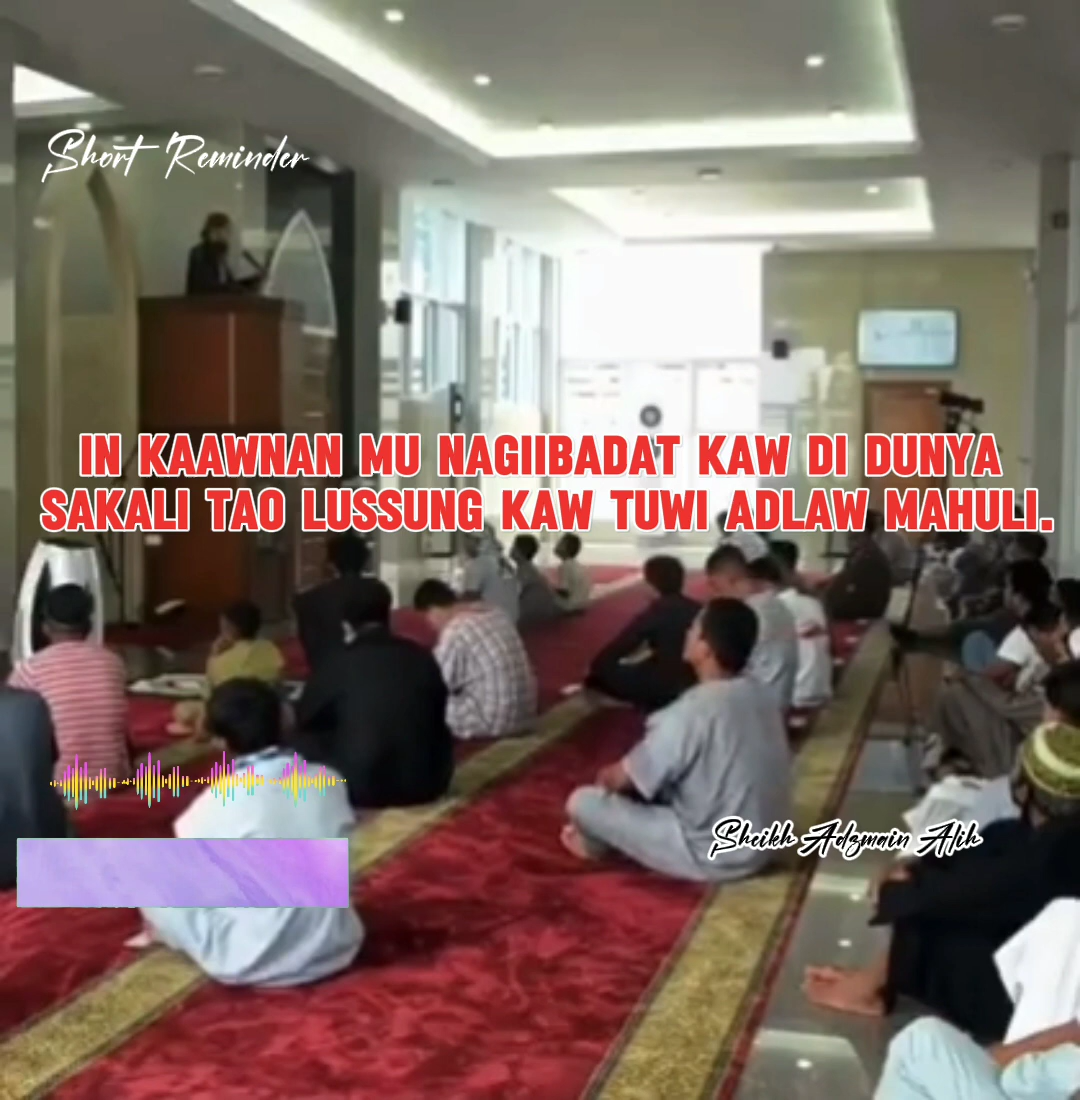 Short Reminder
IN KAAWNAN MU NAGIIBADAT KAW DI DUNYA
SAKALI TAO LUSSUNG KAW TUWI ADLAW MAHULI.
Sheikh Adzmain Alih